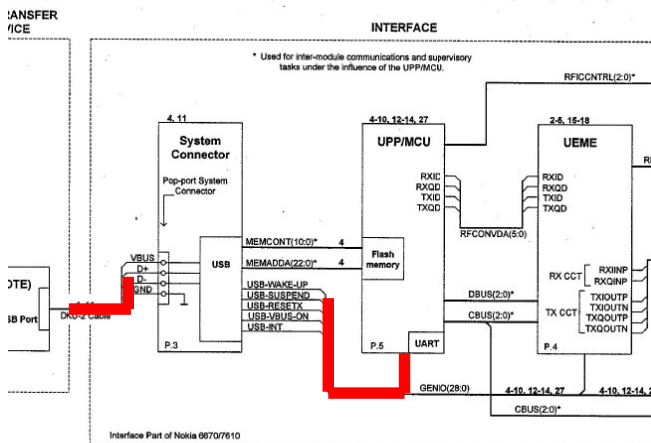 RANSFER
VICE
INTERFACE
* Used for inter-module communications and supervisory
tasks under the influence of the UPP/MCU.
RFICCNTRL(2:0)*
4, 11
4-10, 12-14, 27
2-5, 15-18
System
Connector
UPP/MCU
UEME
Pop-port System
Connector
RXID
RXQD
TXID
TXQD
RXID
RXQD
TXID
TXQD
RFCONVDA(5:0)
VBUS
D+
D-
GND
USB
MEMCONT(10:0)* 4
MEMADDA(22:0)* 4
Flash
memory
USB-WAKE-UP
USB-SUSPEND
USB-RESETX
USB-VBUS-ON
USB-INT
DBUS(2:0)*
CBUS(2:0)*
RX CCT
RXIINP
RXQINP
TX CCT
TXIOUTP
TXIOUTN
TXQOUTP
TXQOUTN
OTE)
SB Port
DKU-2 Cable
P.3
P.5
UART
P.4
GENIO(28:0)
4-10, 12-14, 27
4-10, 12-14, 2
CBUS(2:0)*
Interface Part of Nokia 6670/7610